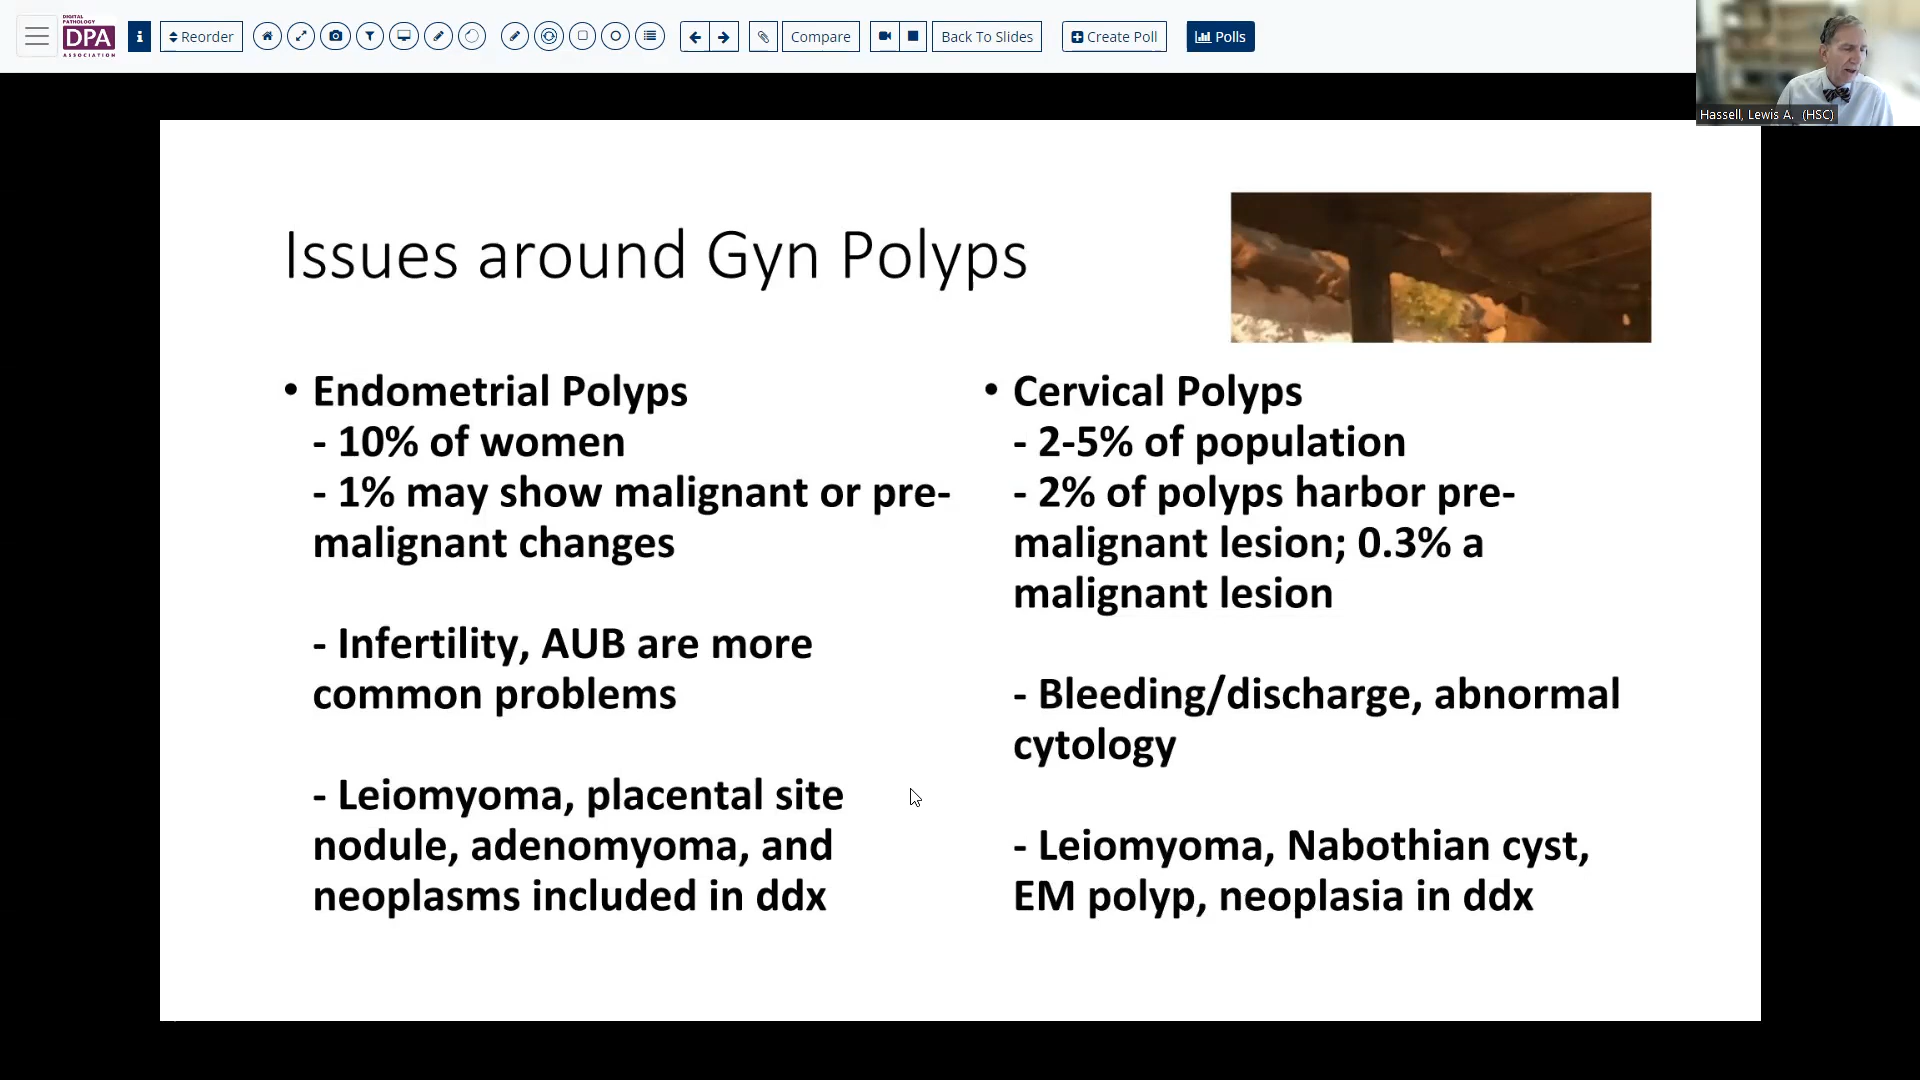 DIGITAL
PATHOLOGY
DPA
ASSOCIATION
i
Reorder
Compare
Back To Slides
Create Poll
Polls
Hassell, Lewis A. (HSC)
Issues around Gyn Polyps
• Endometrial Polyps
- 10% of women
- 1% may show malignant or pre-
malignant changes
- Infertility, AUB are more
common problems
- Leiomyoma, placental site
nodule, adenomyoma, and
neoplasms included in ddx
• Cervical Polyps
- 2-5% of population
- 2% of polyps harbor pre-
malignant lesion; 0.3% a
malignant lesion
- Bleeding/discharge, abnormal
cytology
- Leiomyoma, Nabothian cyst,
EM polyp, neoplasia in ddx